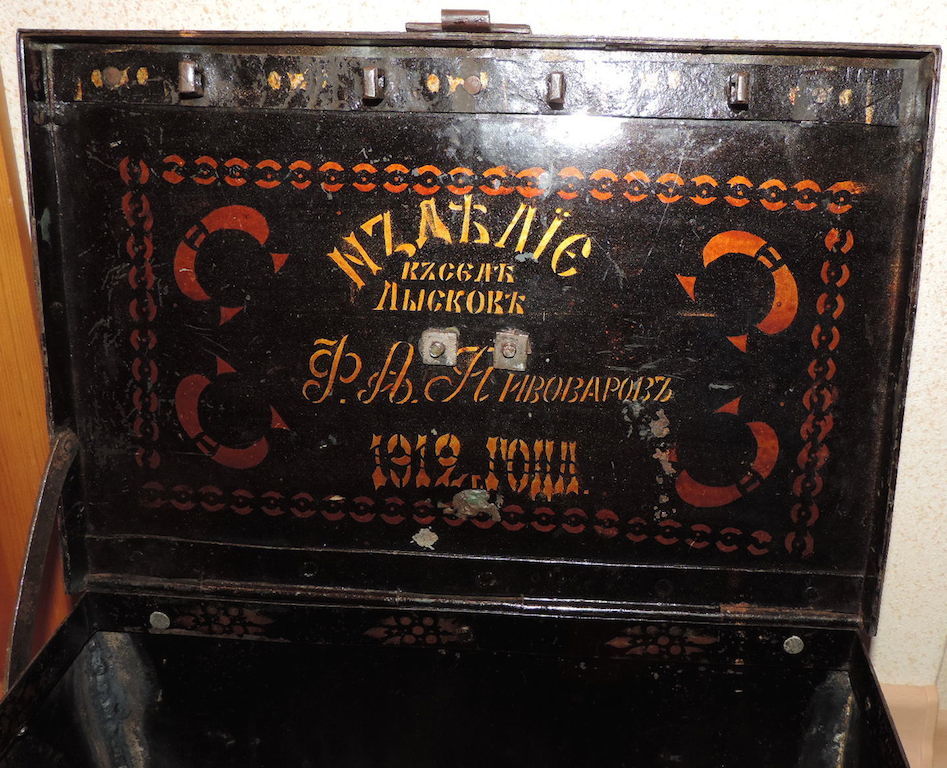 ИЗДѢЛІЕ
ВЪ СЕЛѢ
ЛЫСКОВѢ
Ф. А. ПИВОВАРОВЪ
1912. ГОДА.